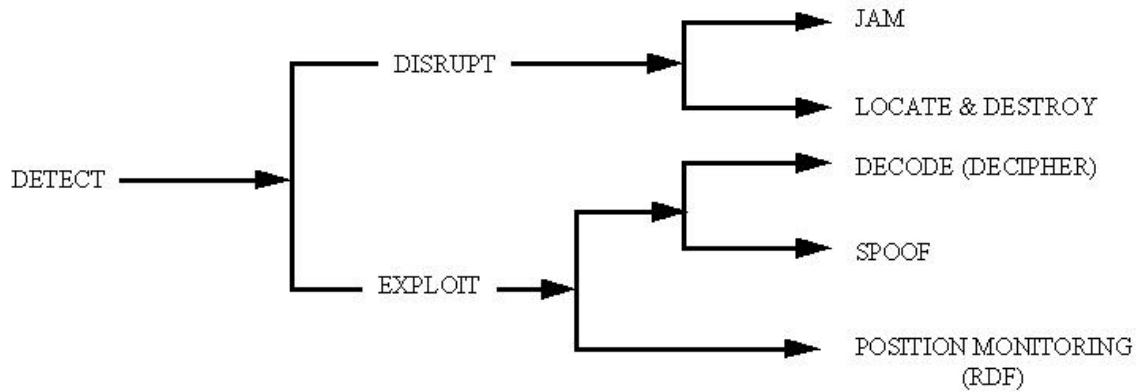 JAM
DISRUPT
LOCATE & DESTROY
DECODE (DECIPHER)
DETECT
SPOOF
EXPLOIT
POSITION MONITORING
(RDF)